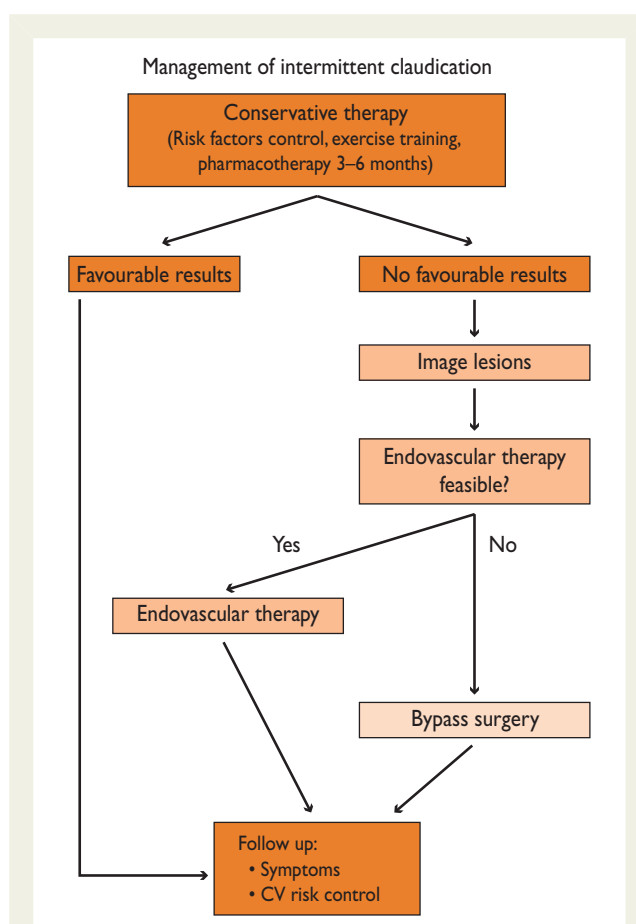 Management of intermittent claudication
Conservative therapy
(Risk factors control, exercise training,
pharmacotherapy 3–6 months)
Favourable results
No favourable results
Image lesions
Endovascular therapy
feasible?
Yes
No
Endovascular therapy
Bypass surgery
Follow up:
• Symptoms
• CV risk control